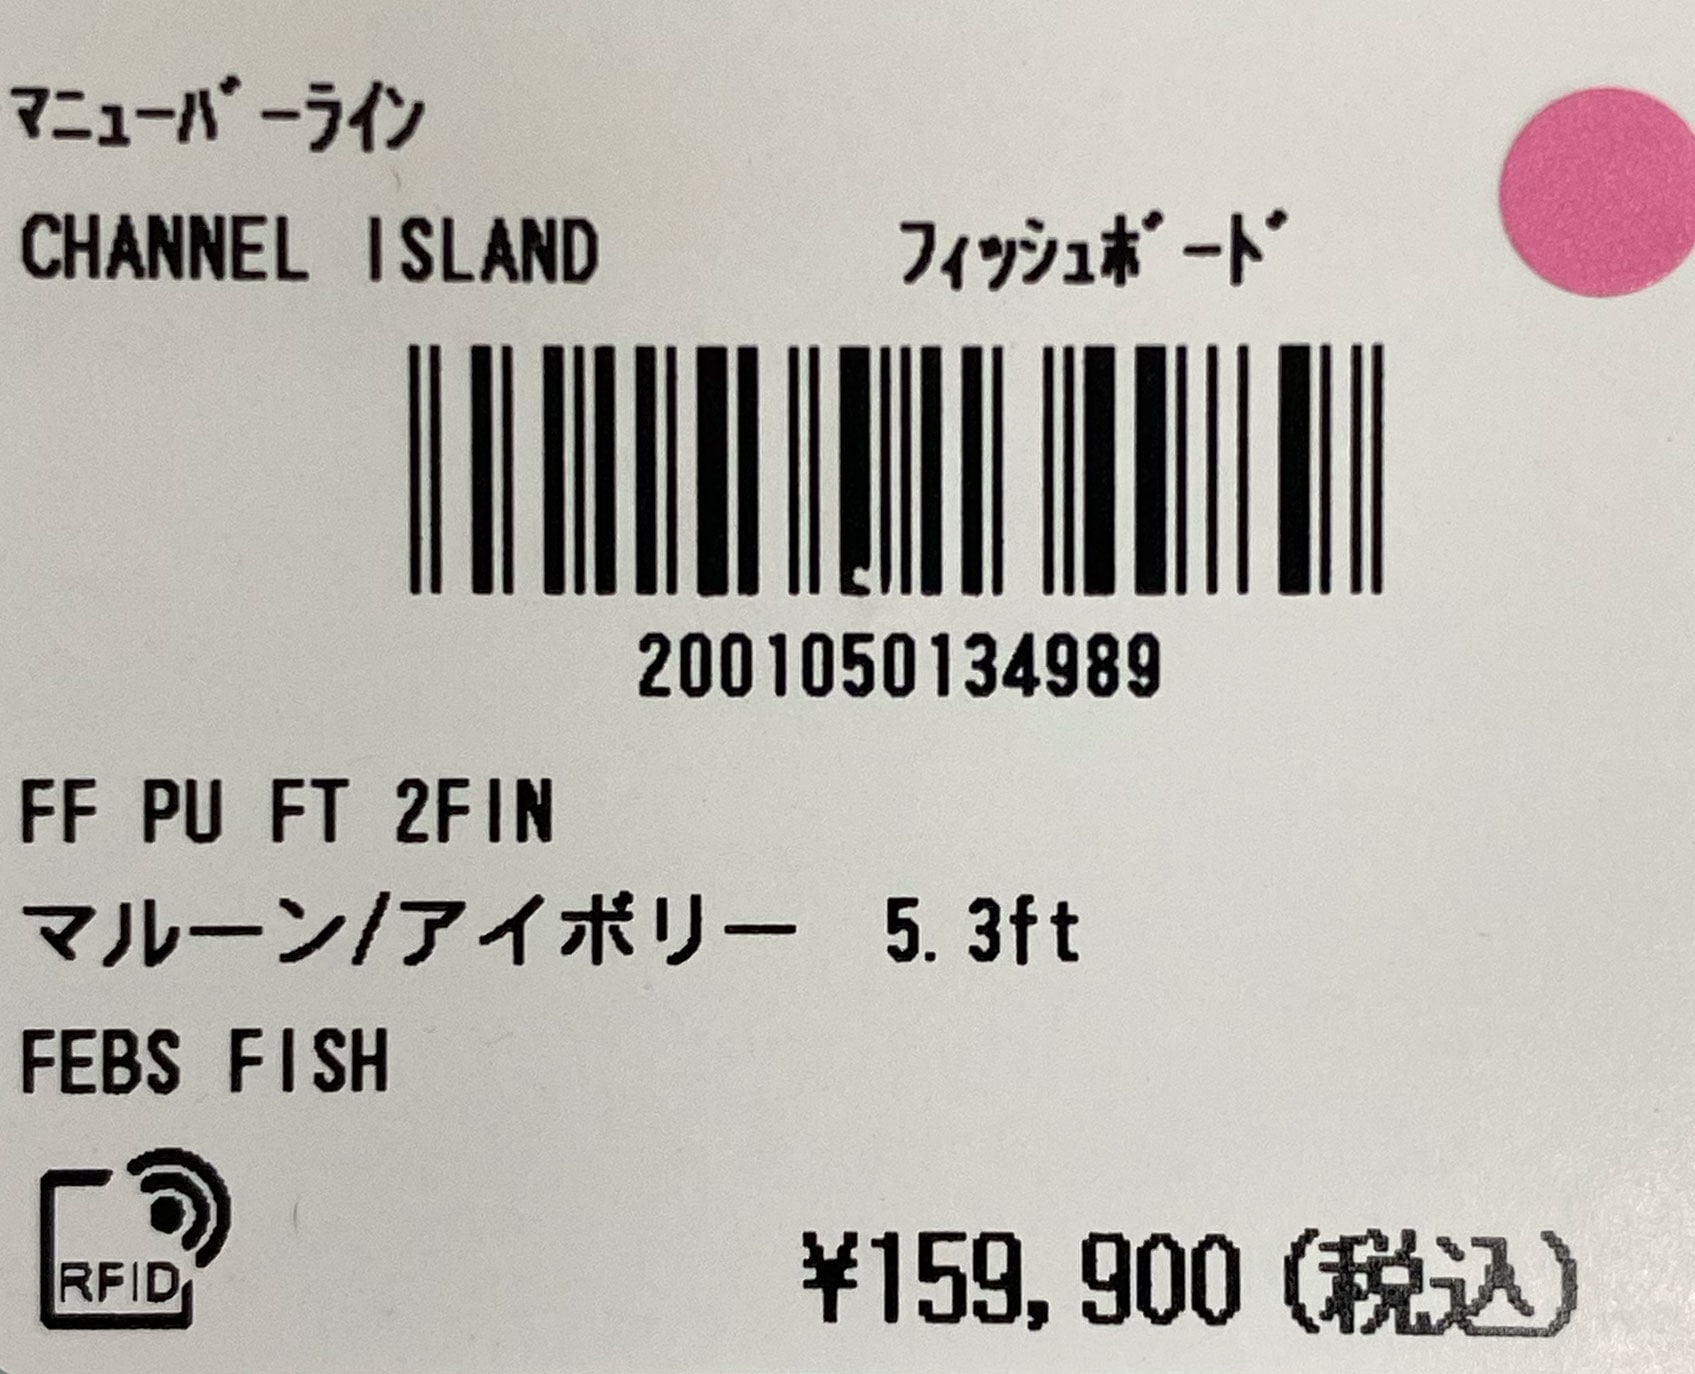 ﾏﾆｭｰﾊﾞｰﾗｲﾝ
CHANNEL ISLAND ﾌｨｯｼｭﾎﾞｰﾄﾞ
2001050134989
FF PU FT 2FIN
マルーン/アイボリー 5.3ft
FEBS FISH
RFID
¥159,900(税込)